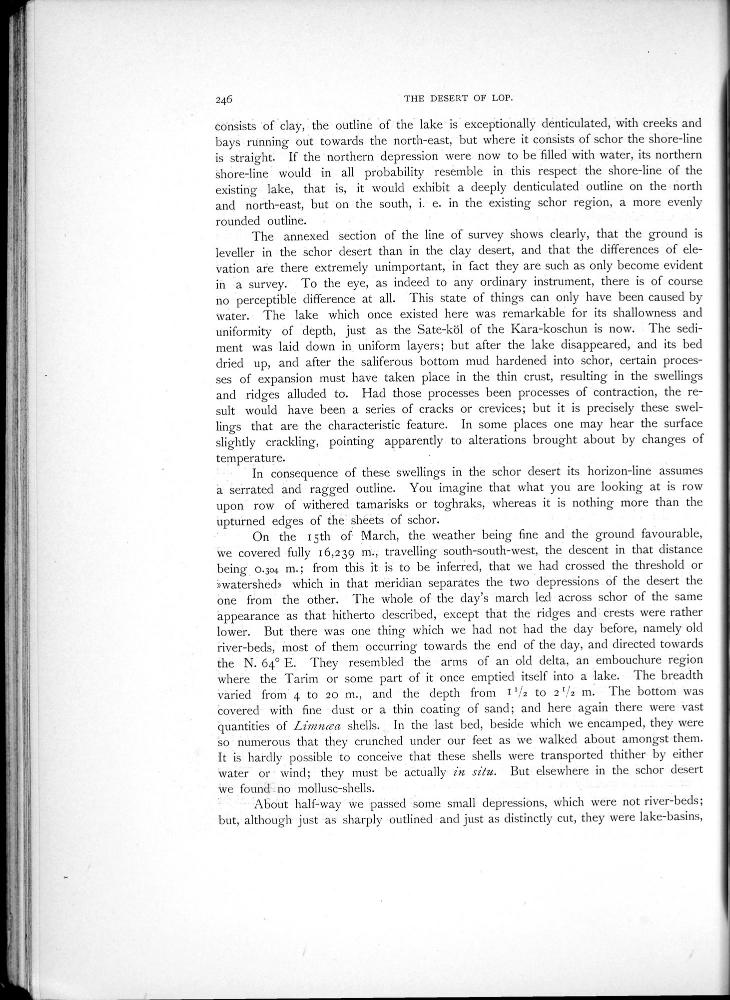 246
THE DESERT OF LOP.
consists of clay, the outline of the lake is exceptionally denticulated, with creeks and
bays running out towards the north-east, but where it consists of schor the shore-line
is straight. If the northern depression were now to be filled with water, its northern
shore-line would in all probability resemble in this respect the shore-line of the
existing lake, that is, it would exhibit a deeply denticulated outline on the north
and north-east, but on the south, i. e. in the existing schor region, a more evenly
rounded outline.
The annexed section of the line of survey shows clearly, that the ground is
leveller in the schor desert than in the clay desert, and that the differences of ele-
vation are there extremely unimportant, in fact they are such as only become evident
in a survey. To the eye, as indeed to any ordinary instrument, there is of course
no perceptible difference at all. This state of things can only have been caused by
water. The lake which once existed here was remarkable for its shallowness and
uniformity of depth, just as the Sate-köl of the Kara-koschun is now. The sedi-
ment was laid down in uniform layers; but after the lake disappeared, and its bed
dried up, and after the saliferous bottom mud hardened into schor, certain proces-
ses of expansion must have taken place in the thin crust, resulting in the swellings
and ridges alluded to. Had those processes been processes of contraction, the re-
sult would have been a series of cracks or crevices; but it is precisely these swel-
lings that are the characteristic feature. In some places one may hear the surface
slightly crackling, pointing apparently to alterations brought about by changes of
temperature.
In consequence of these swellings in the schor desert its horizon-line assumes
a serrated and ragged outline. You imagine that what you are looking at is row
upon row of withered tamarisks or toghraks, whereas it is nothing more than the
upturned edges of the sheets of schor.
On the 15th of March, the weather being fine and the ground favourable,
we covered fully 16,239 m., travelling south-south-west, the descent in that distance
being 0.304 m.; from this it is to be inferred, that we had crossed the threshold or
»watershed» which in that meridian separates the two depressions of the desert the
one from the other. The whole of the day's march led across schor of the same
appearance as that hitherto described, except that the ridges and crests were rather
lower. But there was one thing which we had not had the day before, namely old
river-beds, most of them occurring towards the end of the day, and directed towards
the N. 64° E. They resembled the arms of an old delta, an embouchure region
where the Tarim or some part of it once emptied itself into a lake. The breadth
varied from 4 to 20 m., and the depth from 1 1/2 to 2 1/2 m. The bottom was
covered with fine dust or a thin coating of sand; and here again there were vast
quantities of Limnæa shells. In the last bed, beside which we encamped, they were
so numerous that they crunched under our feet as we walked about amongst them.
It is hardly possible to conceive that these shells were transported thither by either
water or wind; they must be actually in situ. But elsewhere in the schor desert
we found no mollusc-shells.
About half-way we passed some small depressions, which were not river-beds;
but, although just as sharply outlined and just as distinctly cut, they were lake-basins,